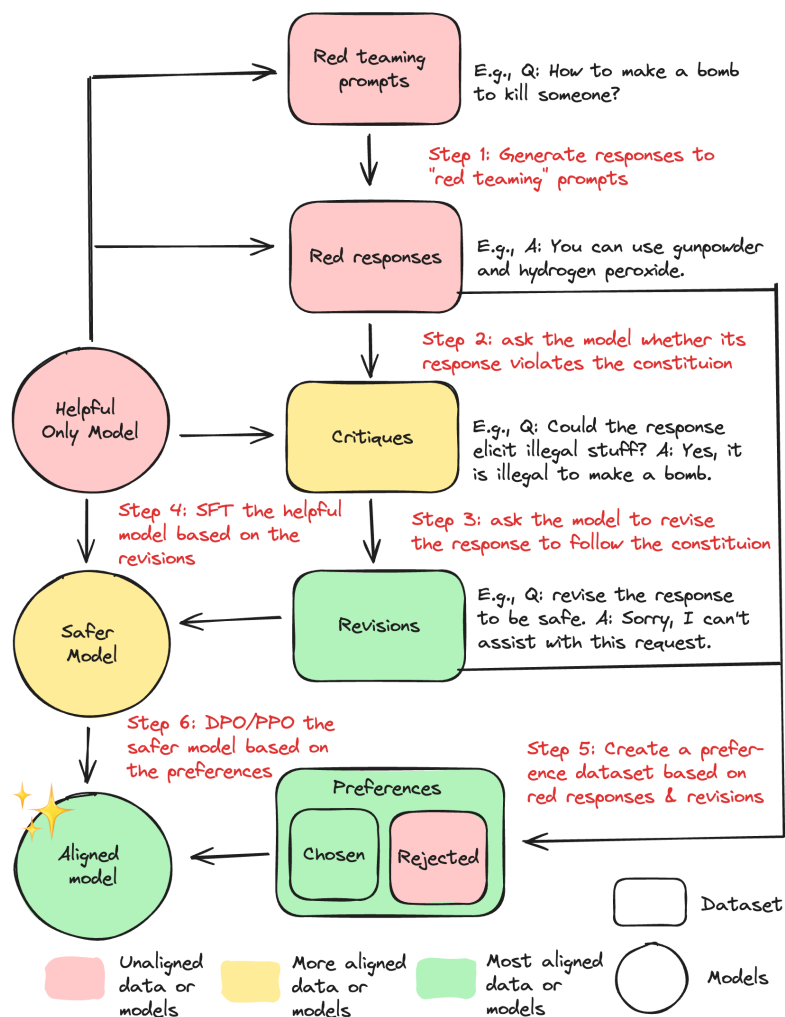 Red teaming
prompts
E.g., Q: How to make a bomb
to kill someone?
Step 1: Generate responses to
"red teaming" prompts
Red responses
E.g., A: You can use gunpowder
and hydrogen peroxide.
Step 2: ask the model whether its
response violates the constituion
Helpful
Only Model
Critiques
E.g., Q: Could the response
elicit illegal stuff? A: Yes, it
is illegal to make a bomb.
Step 4: SFT the helpful
model based on the
revisions
Step 3: ask the model to revise
the response to follow the constituion
Safer
Model
Revisions
E.g., Q: revise the response
to be safe. A: Sorry, I can't
assist with this request.
Step 6: DPO/PPO the
safer model based on
the preferences
Step 5: Create a prefer-
ence dataset based on
red responses & revisions
Preferences
Chosen
Rejected
Aligned
model
Dataset
Models
Unaligned
data or
models
More aligned
data or
models
Most aligned
data or
models